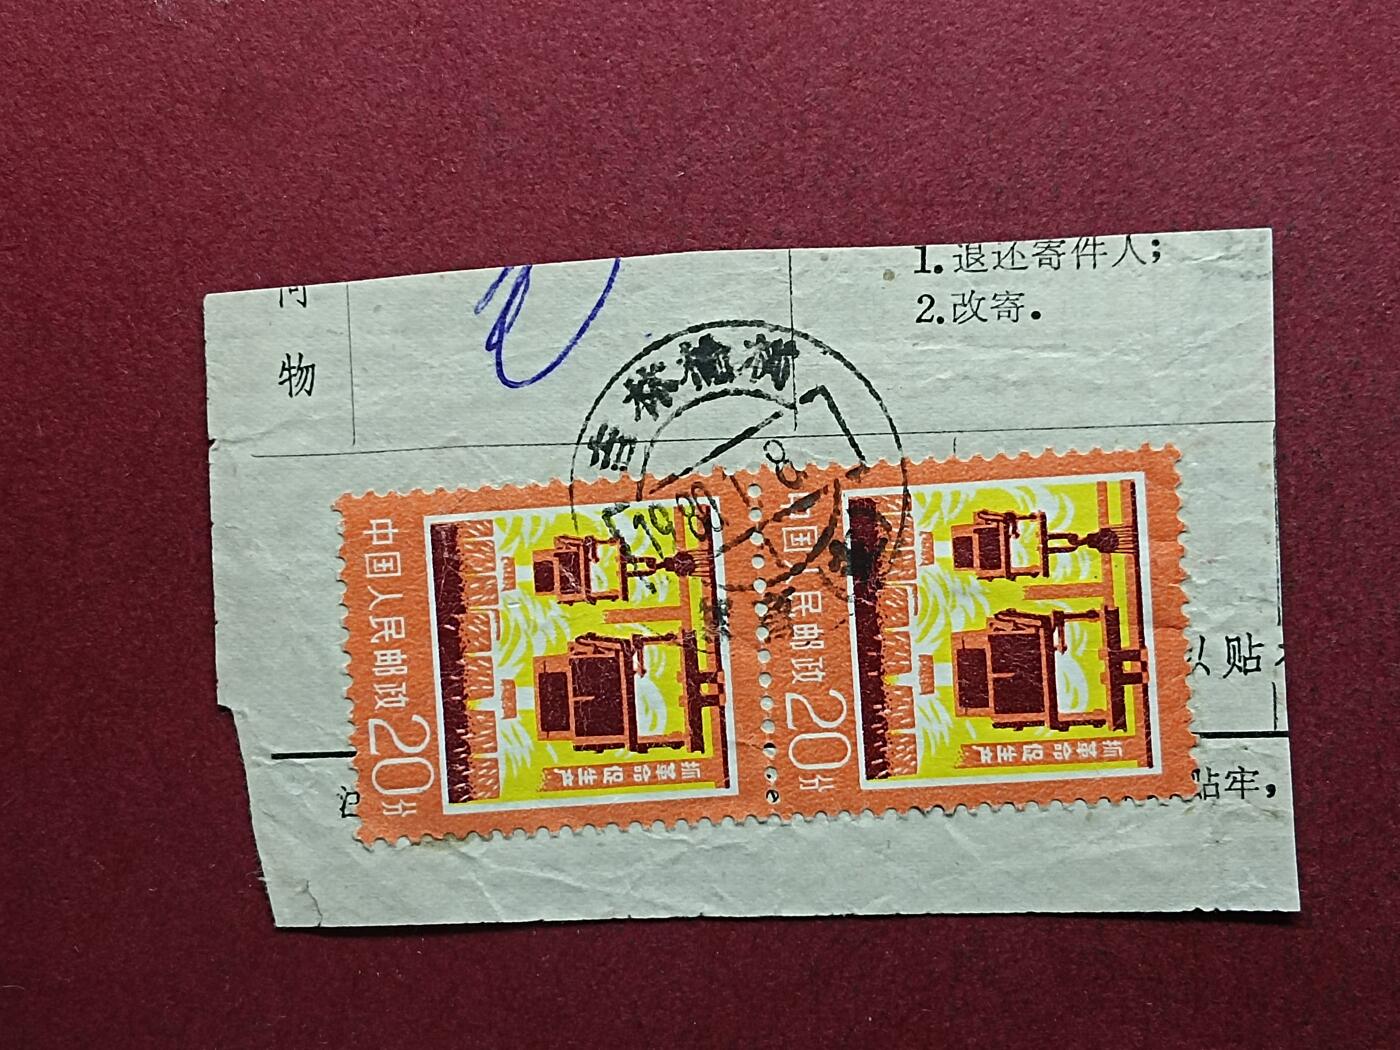 1.退还寄件人;
2.改寄.
物
吉林
1980
中国人民邮政20分
抓革命促生产
中国人民邮政20分
抓革命促生产
以贴
贴牢,